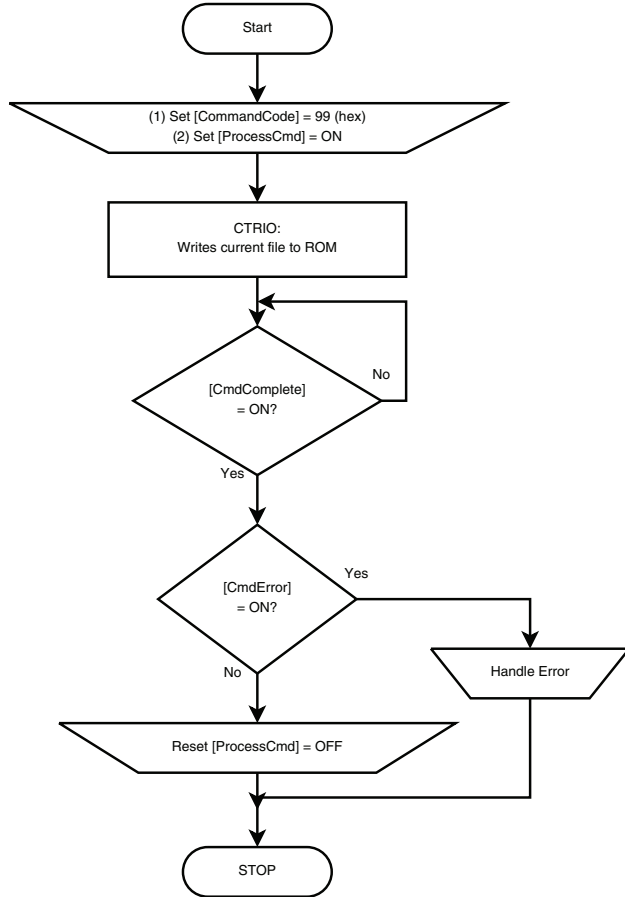 Start
(1) Set [CommandCode] = 99 (hex)
(2) Set [ProcessCmd] = ON
CTRIO:
Writes current file to ROM
[CmdComplete]
= ON?
No
Yes
[CmdError]
= ON?
Yes
No
Handle Error
Reset [ProcessCmd] = OFF
STOP